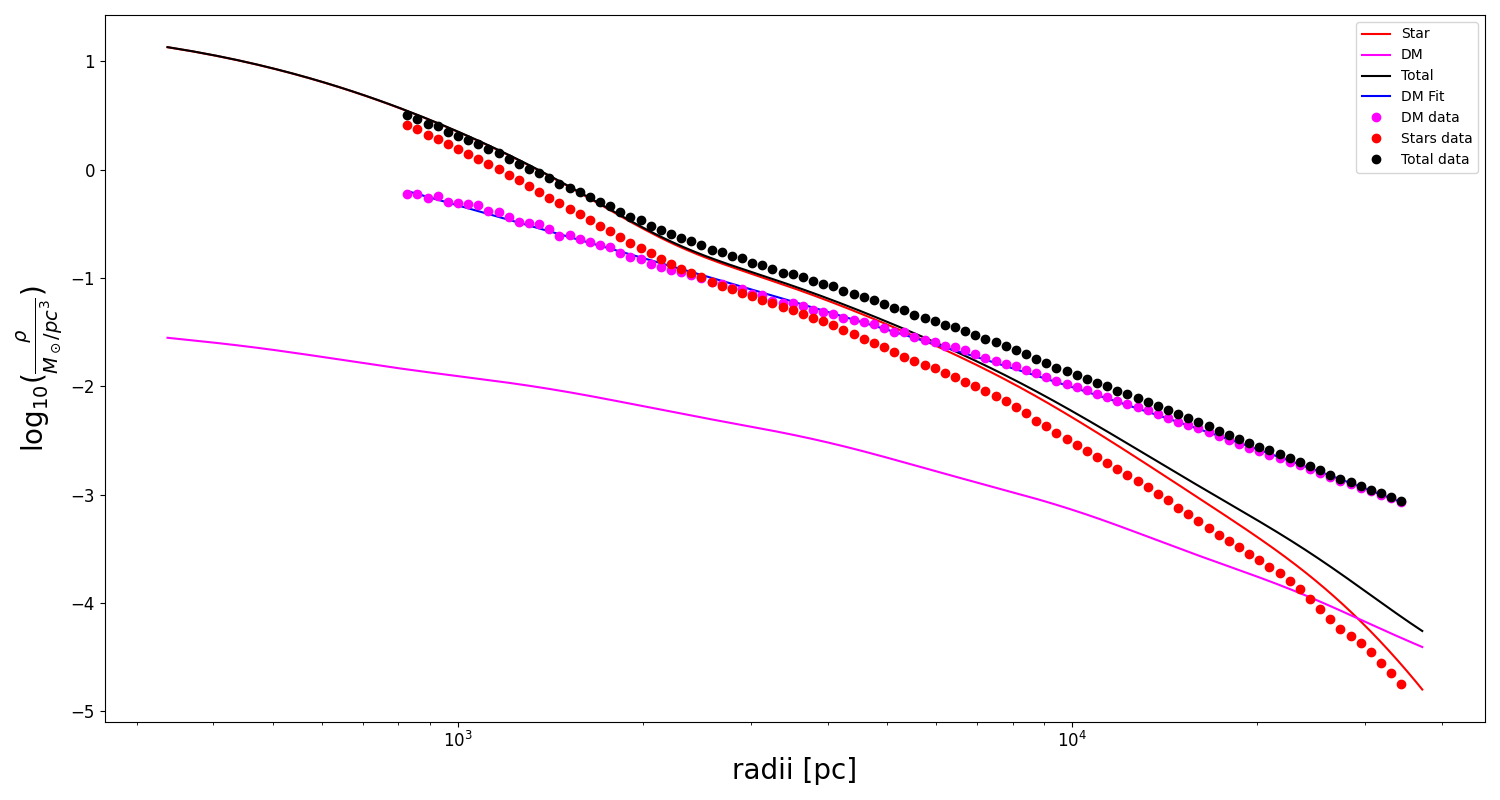 log₁₀(ρ / M⊙/pc³)
1
0
−1
−2
−3
−4
−5
10³
10⁴
radii [pc]
Star
DM
Total
DM Fit
DM data
Stars data
Total data